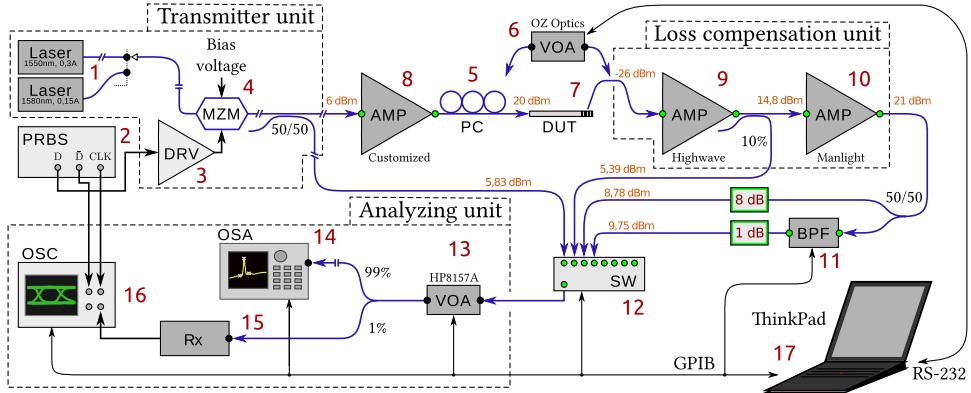 Transmitter unit
Laser
1550nm, 0,3A
1
Laser
1580nm, 0,15A
Bias
voltage
4
MZM
50/50
2
PRBS
D D̄ CLK
DRV
3
6 dBm
8
AMP
Customized
5
PC
6
OZ Optics
VOA
20 dBm
7
DUT
-26 dBm
Loss compensation unit
9
AMP
Highwave
14,8 dBm
10%
10
AMP
Manlight
21 dBm
5,83 dBm
5,39 dBm
8,78 dBm
8 dB
50/50
9,75 dBm
1 dB
BPF
11
Analyzing unit
OSC
16
OSA
14
99%
1%
13
HP8157A
VOA
SW
12
15
Rx
ThinkPad
17
GPIB
RS-232